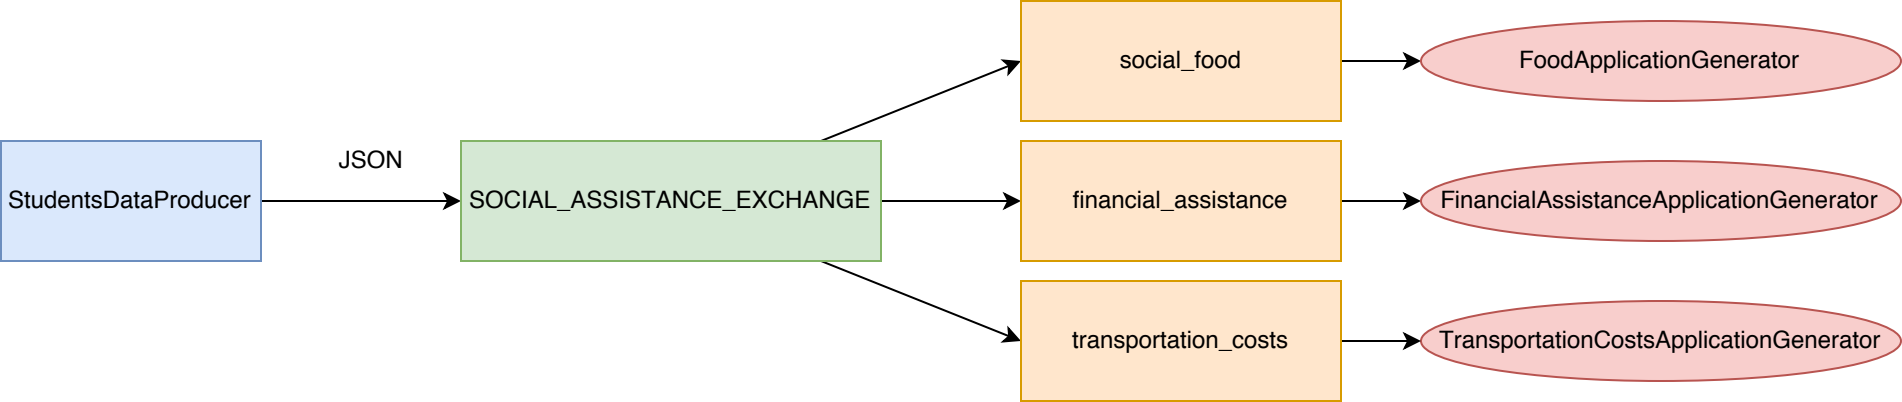 StudentsDataProducer
JSON
SOCIAL_ASSISTANCE_EXCHANGE
social_food
financial_assistance
transportation_costs
FoodApplicationGenerator
FinancialAssistanceApplicationGenerator
TransportationCostsApplicationGenerator